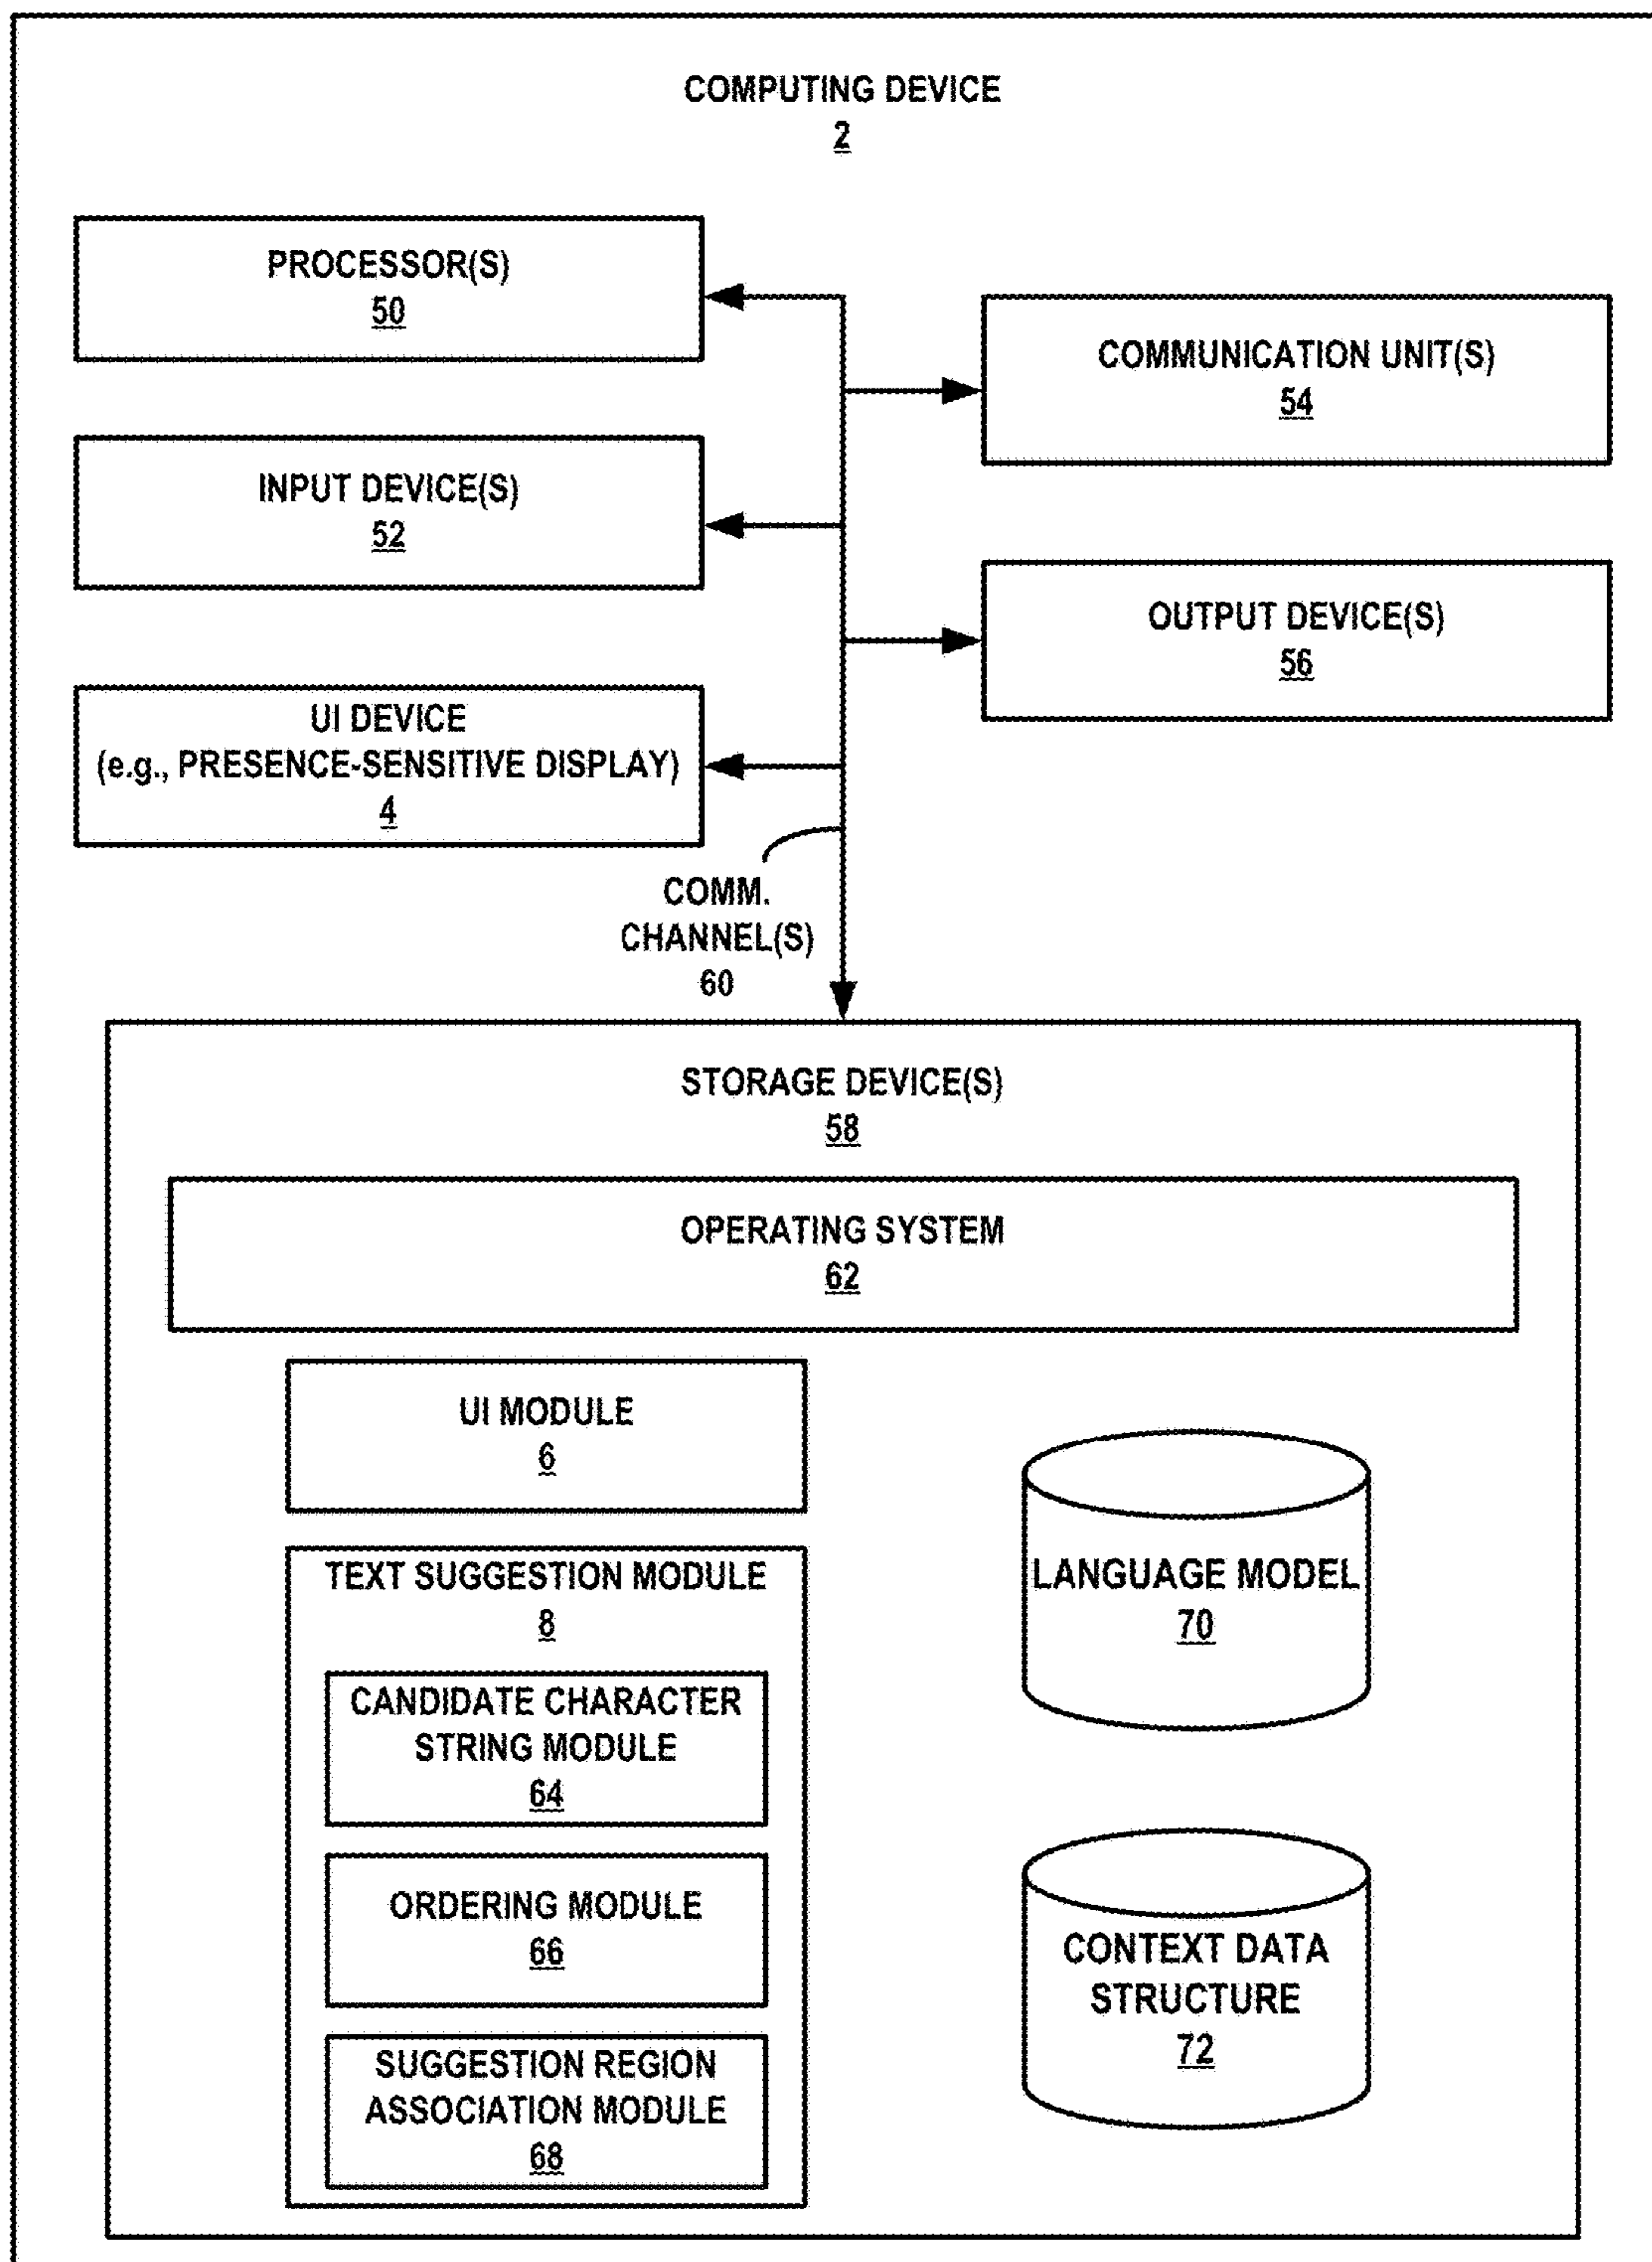 COMPUTING DEVICE
2
PROCESSOR(S)
50
COMMUNICATION UNIT(S)
54
INPUT DEVICE(S)
52
OUTPUT DEVICE(S)
56
UI DEVICE
(e.g., PRESENCE-SENSITIVE DISPLAY)
4
COMM.
CHANNEL(S)
60
STORAGE DEVICE(S)
58
OPERATING SYSTEM
62
UI MODULE
6
TEXT SUGGESTION MODULE
8
CANDIDATE CHARACTER
STRING MODULE
64
ORDERING MODULE
66
SUGGESTION REGION
ASSOCIATION MODULE
68
LANGUAGE MODEL
70
CONTEXT DATA
STRUCTURE
72